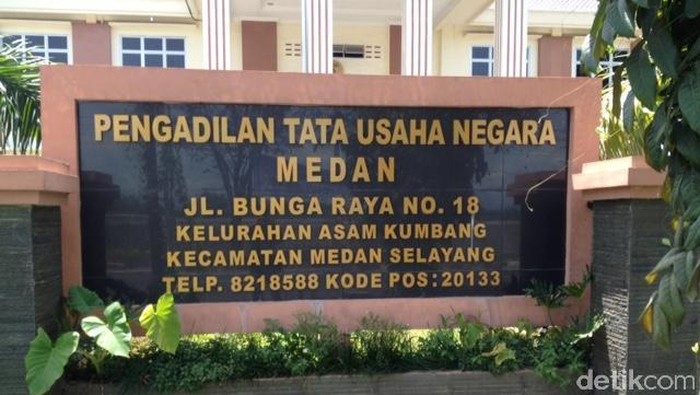 PENGADILAN TATA USAHA NEGARA
MEDAN
JL. BUNGA RAYA NO. 18
KELURAHAN ASAM KUMBANG
KECAMATAN MEDAN SELAYANG
TELP. 8218588 KODE POS : 20133
detikcom